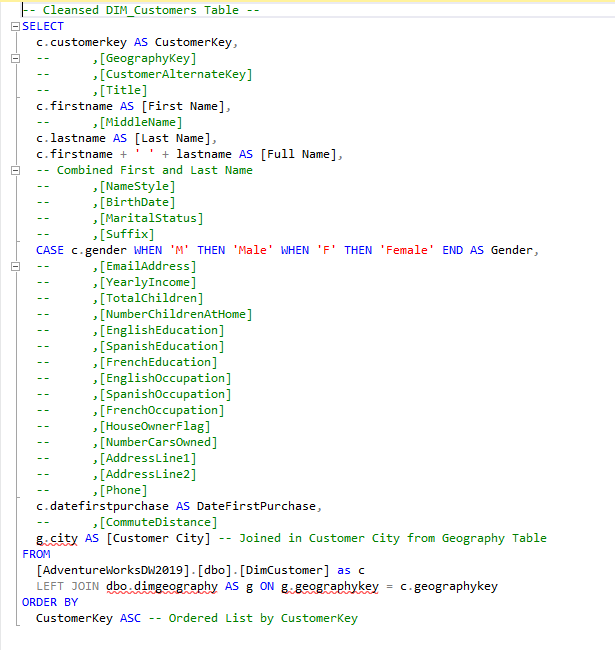 -- Cleansed DIM_Customers Table --
SELECT
c.customerkey AS CustomerKey,
-- ,[GeographyKey]
-- ,[CustomerAlternateKey]
-- ,[Title]
c.firstname AS [First Name],
-- ,[MiddleName]
c.lastname AS [Last Name],
c.firstname + ' ' + lastname AS [Full Name],
-- Combined First and Last Name
-- ,[NameStyle]
-- ,[BirthDate]
-- ,[MaritalStatus]
-- ,[Suffix]
CASE c.gender WHEN 'M' THEN 'Male' WHEN 'F' THEN 'Female' END AS Gender,
-- ,[EmailAddress]
-- ,[YearlyIncome]
-- ,[TotalChildren]
-- ,[NumberChildrenAtHome]
-- ,[EnglishEducation]
-- ,[SpanishEducation]
-- ,[FrenchEducation]
-- ,[EnglishOccupation]
-- ,[SpanishOccupation]
-- ,[FrenchOccupation]
-- ,[HouseOwnerFlag]
-- ,[NumberCarsOwned]
-- ,[AddressLine1]
-- ,[AddressLine2]
-- ,[Phone]
c.datefirstpurchase AS DateFirstPurchase,
-- ,[CommuteDistance]
g.city AS [Customer City] -- Joined in Customer City from Geography Table
FROM
[AdventureWorksDW2019].[dbo].[DimCustomer] as c
LEFT JOIN dbo.dimgeography AS g ON g.geographykey = c.geographykey
ORDER BY
CustomerKey ASC -- Ordered List by CustomerKey